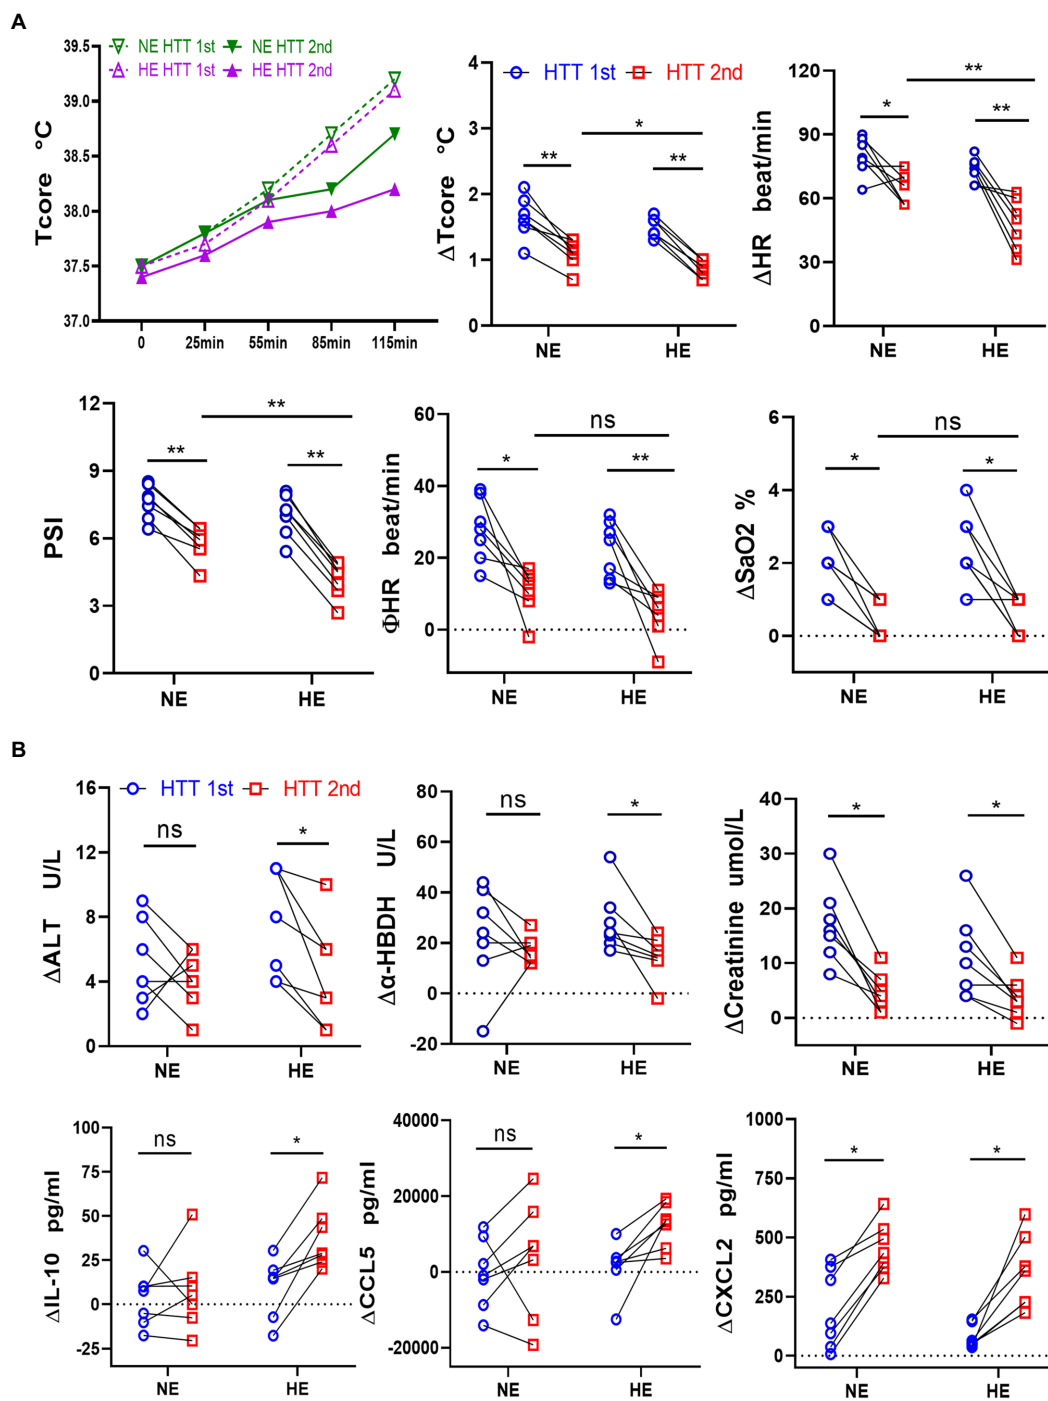 A
NE HTT 1st NE HTT 2nd
HE HTT 1st HE HTT 2nd
Tcore °C
39.5
39.0
38.5
38.0
37.5
37.0
0 25min 55min 85min 115min
HTT 1st HTT 2nd
ΔTcore °C
4
3
2
1
0
** * **
NE HE
ΔHR beat/min
120
90
60
30
0
* ** **
NE HE
PSI
12
9
6
3
0
** ** **
NE HE
ΦHR beat/min
60
40
20
0
* ns **
NE HE
ΔSaO2 %
6
4
2
0
* ns *
NE HE
B
HTT 1st HTT 2nd
ΔALT U/L
16
12
8
4
0
ns *
NE HE
Δα-HBDH U/L
80
60
40
20
0
-20
ns *
NE HE
ΔCreatinine umol/L
40
30
20
10
0
* *
NE HE
ΔIL-10 pg/ml
100
75
50
25
0
-25
ns *
NE HE
ΔCCL5 pg/ml
40000
20000
0
-20000
ns *
NE HE
ΔCXCL2 pg/ml
1000
750
500
250
0
* *
NE HE